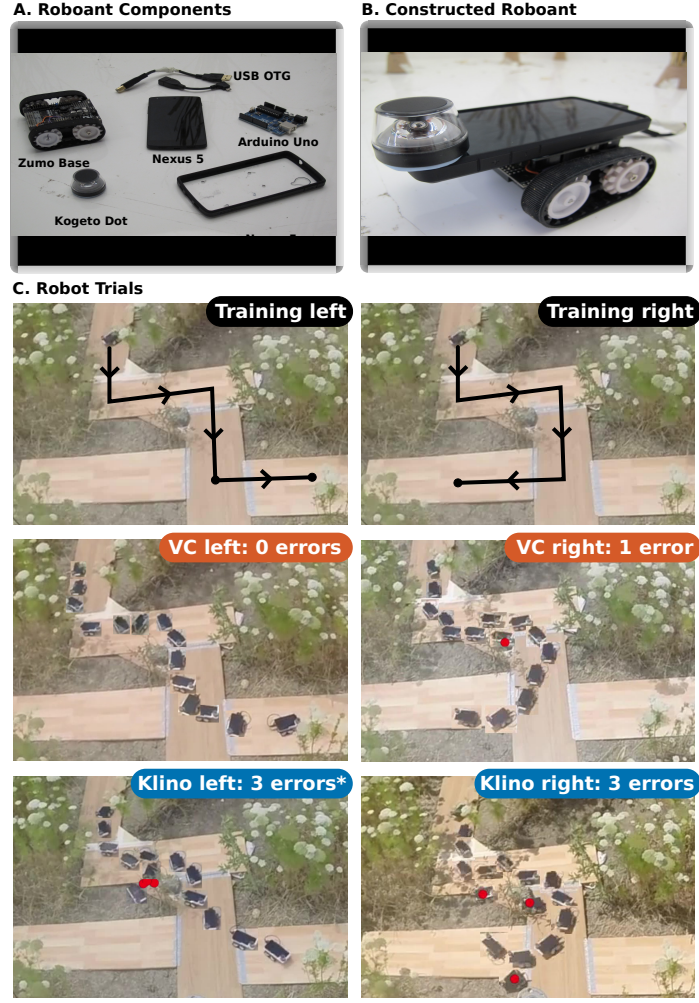 A. Roboant Components
B. Constructed Roboant
USB OTG
Arduino Uno
Nexus 5
Zumo Base
Kogeto Dot
C. Robot Trials
Training left
Training right
VC left: 0 errors
VC right: 1 error
Klino left: 3 errors*
Klino right: 3 errors